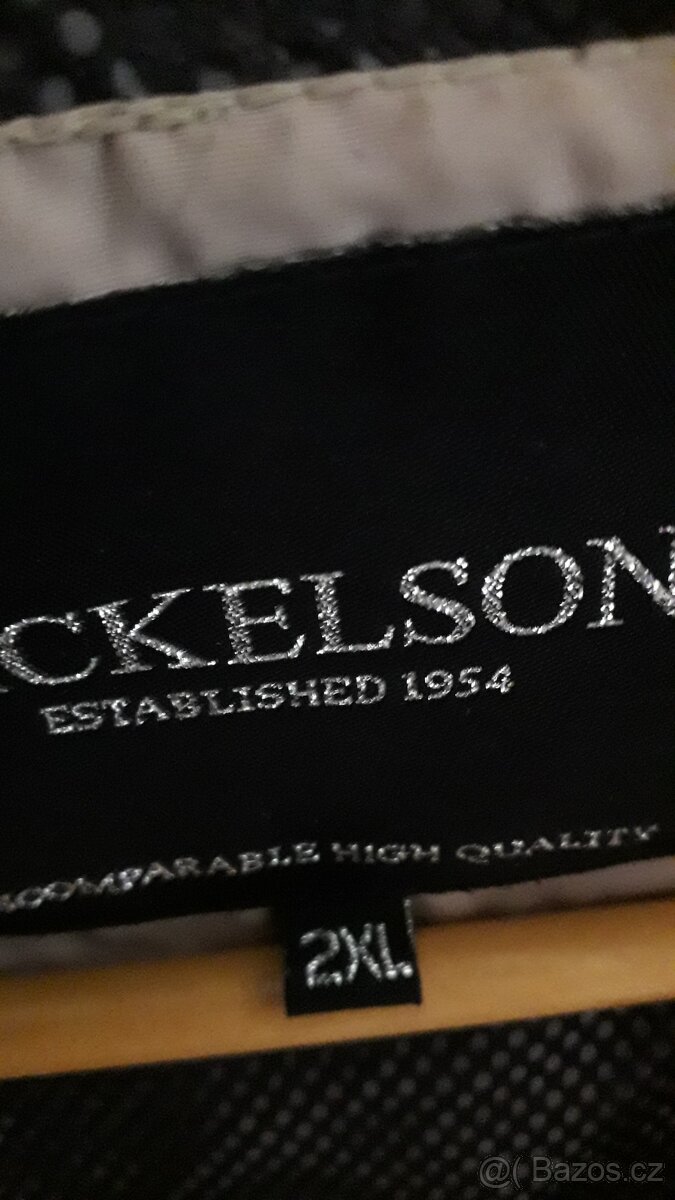 CKELSON
ESTABLISHED 1954
COMPARABLE HIGH QUALITY
2XL
@( Bazos.cz